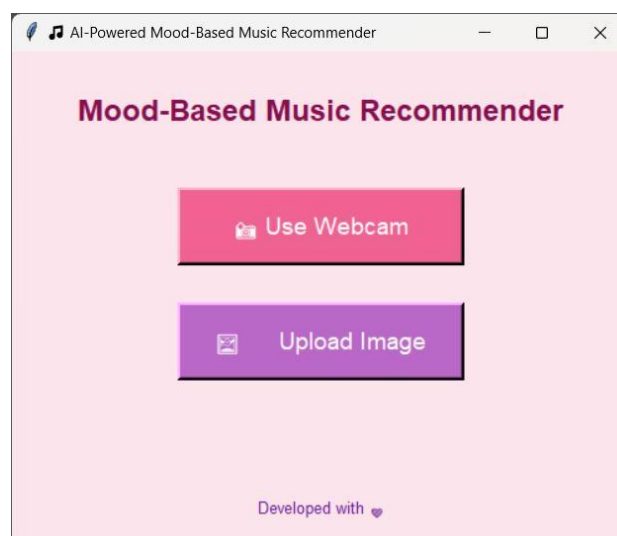 🎵 AI-Powered Mood-Based Music Recommender
Mood-Based Music Recommender
📸 Use Webcam
🖼 Upload Image
Developed with 💜